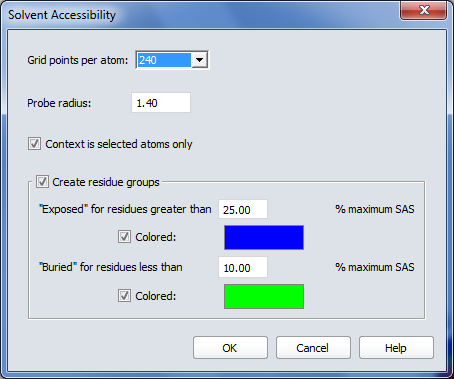 Solvent Accessibility
Grid points per atom: 240
Probe radius: 1.40
Context is selected atoms only
Create residue groups
"Exposed" for residues greater than 25.00 % maximum SAS
Colored:
"Buried" for residues less than 10.00 % maximum SAS
Colored:
OK Cancel Help